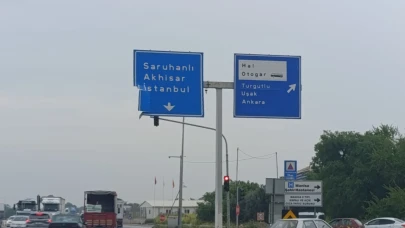 Saruhanlı
Akhisar
İstanbul
Hal
Otogar
Turgutlu
Uşak
Ankara